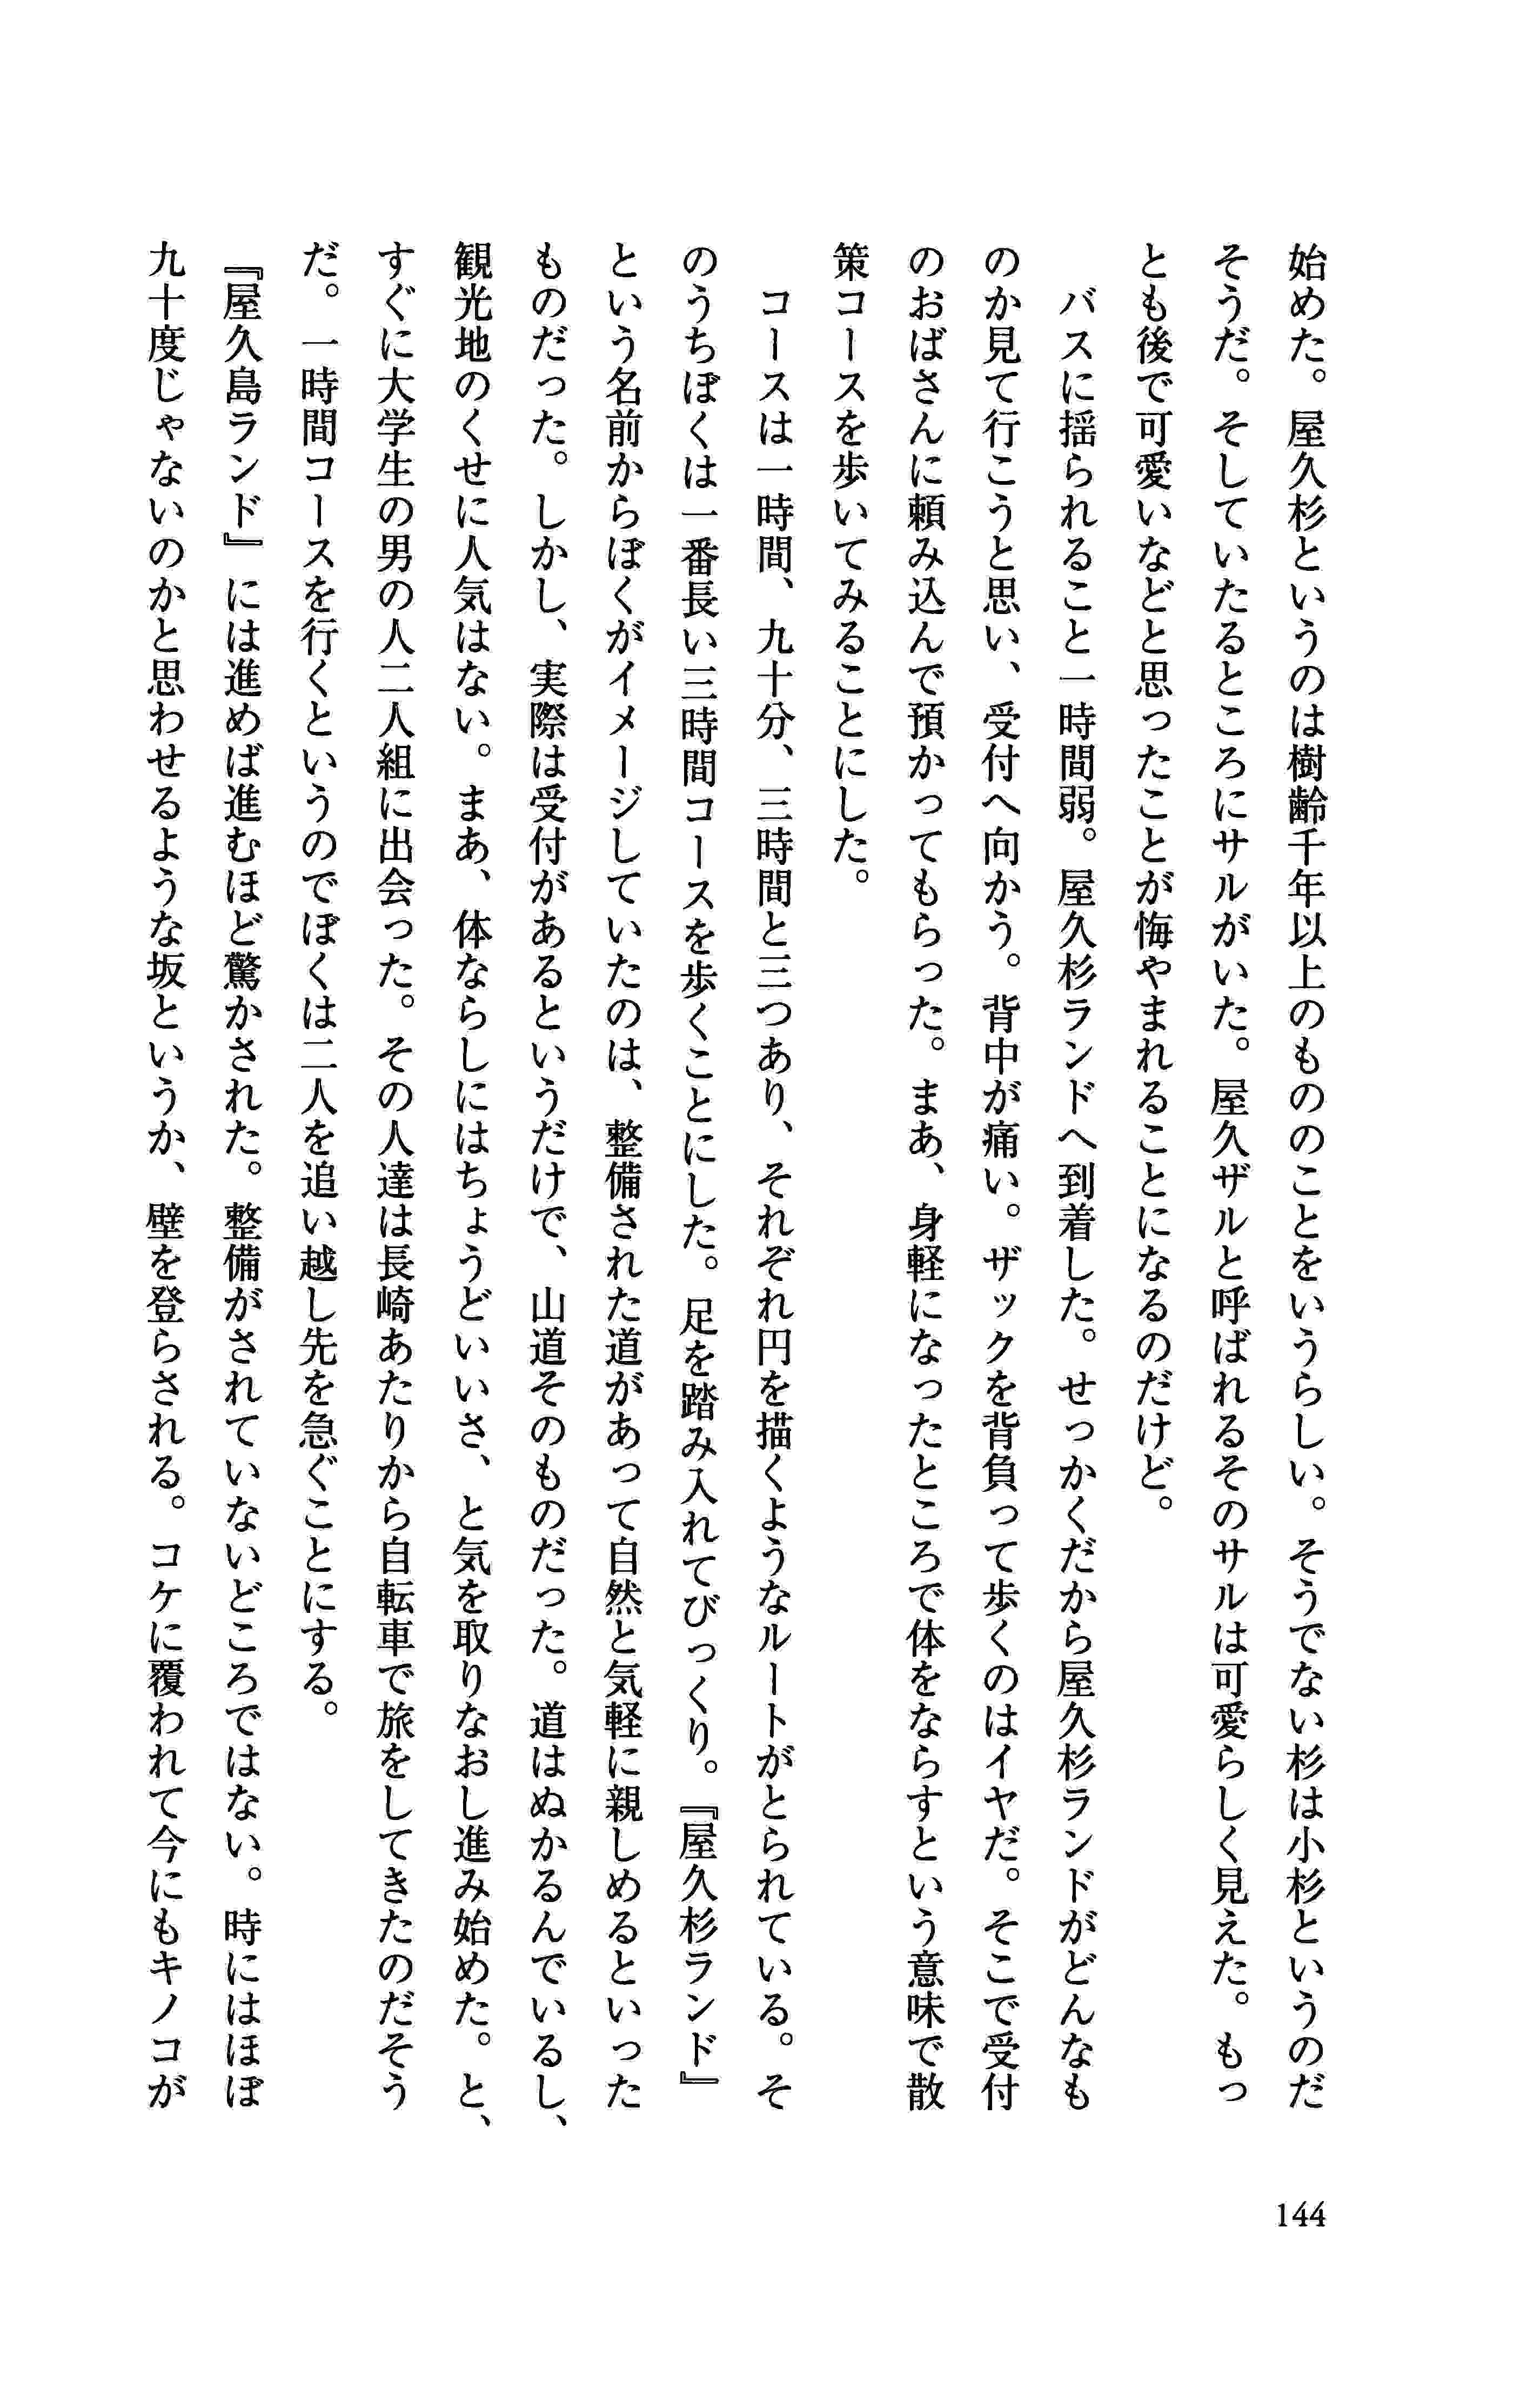 始めた。屋久杉というのは樹齢千年以上のもののことをいうらしい。そうでない杉は小杉というのだ
そうだ。そしていたるところにサルがいた。屋久ザルと呼ばれるそのサルは可愛らしく見えた。もっ
とも後で可愛いなどと思ったことが悔やまれることになるのだけど。
　バスに揺られること一時間弱。屋久杉ランドへ到着した。せっかくだから屋久杉ランドがどんなも
のか見て行こうと思い、受付へ向かう。背中が痛い。ザックを背負って歩くのはイヤだ。そこで受付
のおばさんに頼み込んで預かってもらった。まあ、身軽になったところで体をならすという意味で散
策コースを歩いてみることにした。
　コースは一時間、九十分、三時間と三つあり、それぞれ円を描くようなルートがとられている。そ
のうちぼくは一番長い三時間コースを歩くことにした。足を踏み入れてびっくり。『屋久杉ランド』
という名前からぼくがイメージしていたのは、整備された道があって自然と気軽に親しめるといった
ものだった。しかし、実際は受付があるというだけで、山道そのものだった。道はぬかるんでいるし、
観光地のくせに人気はない。まあ、体ならしにはちょうどいいさ、と気を取りなおし進み始めた。と、
すぐに大学生の男の人二人組に出会った。その人達は長崎あたりから自転車で旅をしてきたのだそう
だ。一時間コースを行くというのでぼくは二人を追い越し先を急ぐことにする。
『屋久島ランド』には進めば進むほど驚かされた。整備がされていないどころではない。時にはほぼ
九十度じゃないのかと思わせるような坂というか、壁を登らされる。コケに覆われて今にもキノコが
144